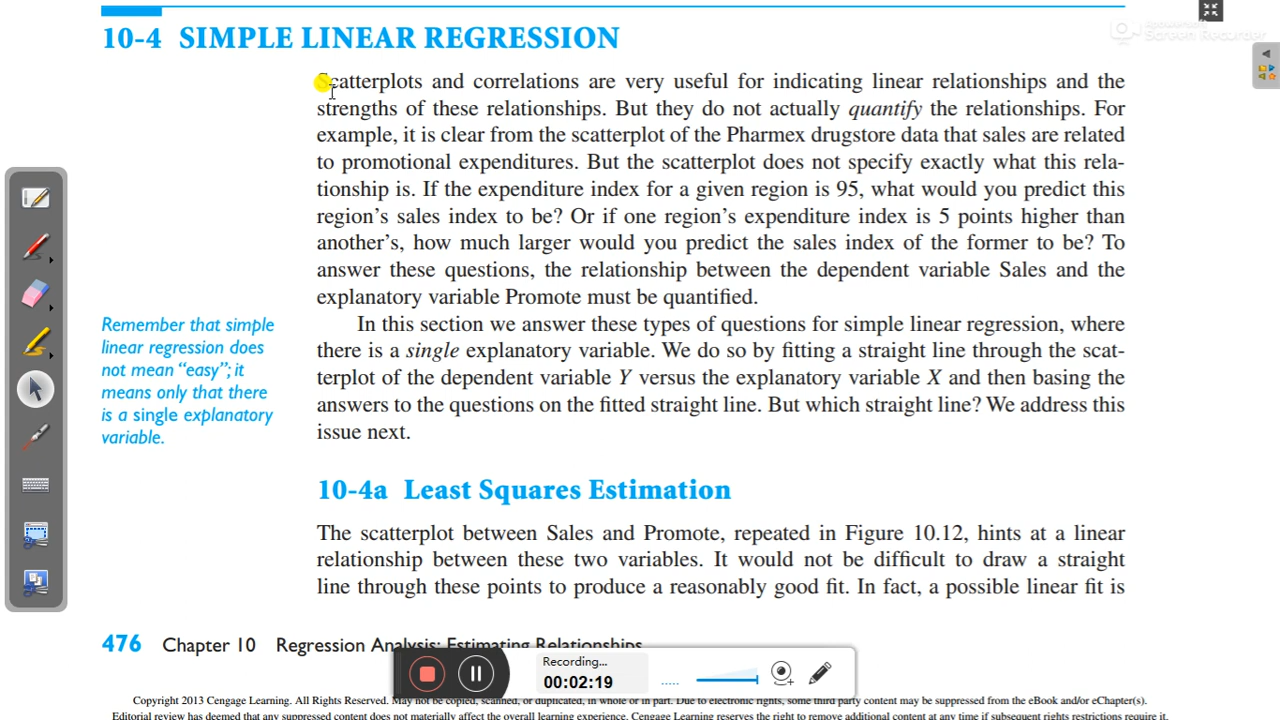 10-4 SIMPLE LINEAR REGRESSION
Apowersoft
Screen Recorder
Scatterplots and correlations are very useful for indicating linear relationships and the
strengths of these relationships. But they do not actually quantify the relationships. For
example, it is clear from the scatterplot of the Pharmex drugstore data that sales are related
to promotional expenditures. But the scatterplot does not specify exactly what this rela-
tionship is. If the expenditure index for a given region is 95, what would you predict this
region's sales index to be? Or if one region's expenditure index is 5 points higher than
another's, how much larger would you predict the sales index of the former to be? To
answer these questions, the relationship between the dependent variable Sales and the
explanatory variable Promote must be quantified.
Remember that simple
linear regression does
not mean "easy"; it
means only that there
is a single explanatory
variable.
In this section we answer these types of questions for simple linear regression, where
there is a single explanatory variable. We do so by fitting a straight line through the scat-
terplot of the dependent variable Y versus the explanatory variable X and then basing the
answers to the questions on the fitted straight line. But which straight line? We address this
issue next.
10-4a Least Squares Estimation
The scatterplot between Sales and Promote, repeated in Figure 10.12, hints at a linear
relationship between these two variables. It would not be difficult to draw a straight
line through these points to produce a reasonably good fit. In fact, a possible linear fit is
476 Chapter 10 Regression Analysis: Estimating Relationships
Recording...
00:02:19
Copyright 2013 Cengage Learning. All Rights Reserved. May not be copied, scanned, or duplicated, in whole or in part. Due to electronic rights, some third party content may be suppressed from the eBook and/or eChapter(s).
Editorial review has deemed that any suppressed content does not materially affect the overall learning experience. Cengage Learning reserves the right to remove additional content at any time if subsequent rights restrictions require it.